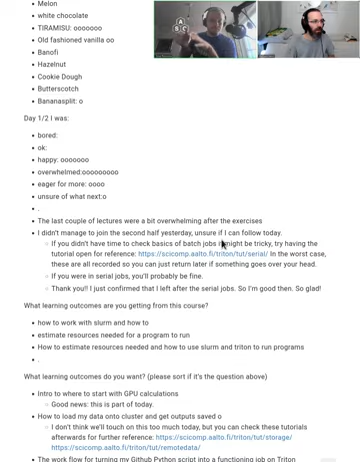 Melon
white chocolate
TIRAMISU: ooooooo
Old fashioned vanilla oo
Banofi
Hazelnut
Cookie Dough
Butterscotch
Bananasplit: o
Day 1/2 I was:
bored:
ok:
happy: ooooooo
overwhelmed:ooooooooo
eager for more: oooo
unsure of what next:o
.
The last couple of lectures were a bit overwhelming after the exercises
I didn't manage to join the second half yesterday, unsure if I can follow today.
If you didn't have time to check basics of batch jobs it might be tricky, try having the
tutorial open for reference: https://scicomp.aalto.fi/triton/tut/serial/ In the worst case,
these are all recorded so you can just return later if something goes over your head.
If you were in serial jobs, you'll probably be fine.
Thank you!! I just confirmed that I left after the serial jobs. So I'm good then. So glad!
What learning outcomes are you getting from this course?
how to work with slurm and how to
estimate resources needed for a program to run
How to estimate resources needed and how to use slurm and triton to run programs
.
What learning outcomes do you want? (please sort if it's the question above)
Intro to where to start with GPU calculations
Good news: this is part of today.
How to load my data onto cluster and get outputs saved o
I don't think we'll touch on this too much today, but you can check these tutorials
afterwards for further reference: https://scicomp.aalto.fi/triton/tut/storage/
https://scicomp.aalto.fi/triton/tut/remotedata/
The work flow for turning my Github Python script into a functioning job on Triton